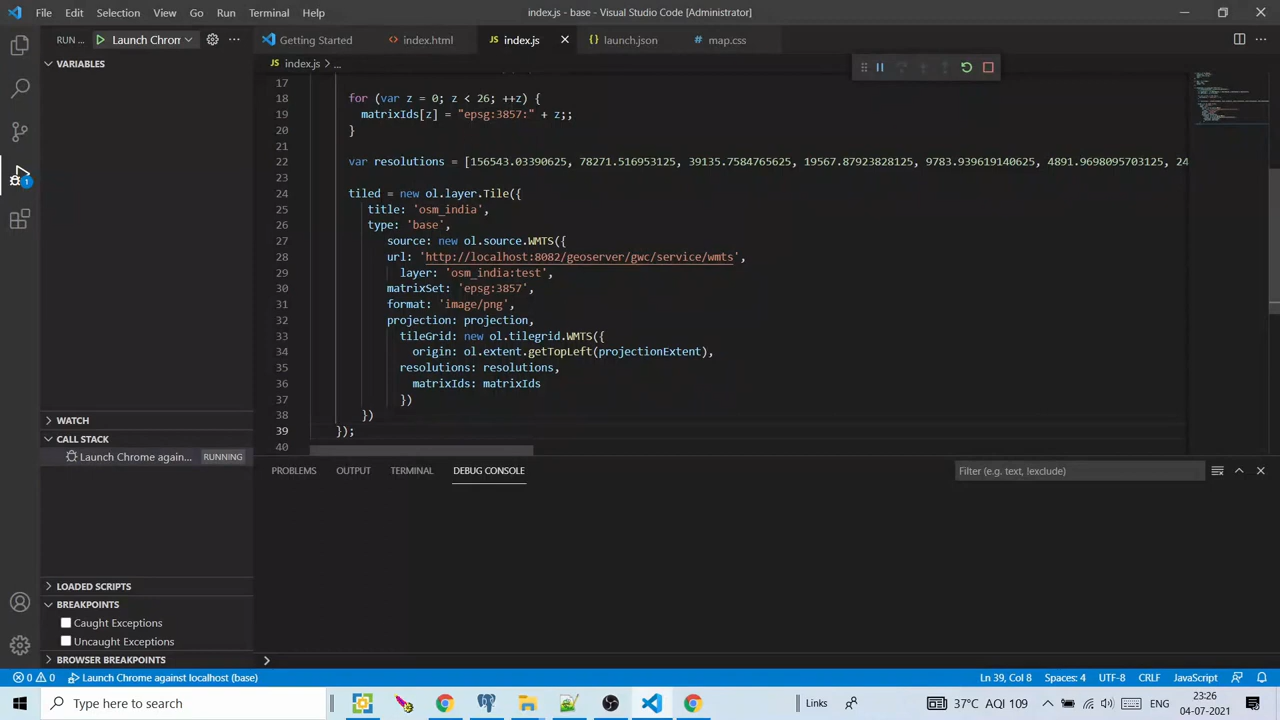 File Edit Selection View Go Run Terminal Help
index.js - base - Visual Studio Code [Administrator]
RUN ... Launch Chrom
Getting Started index.html index.js launch.json map.css
index.js > ...
VARIABLES
17
18 for (var z = 0; z < 26; ++z) {
19 matrixIds[z] = "epsg:3857:" + z;;
20 }
21
22 var resolutions = [156543.03390625, 78271.516953125, 39135.7584765625, 19567.87923828125, 9783.939619140625, 4891.9698095703125, 24
23
24 tiled = new ol.layer.Tile({
25 title: 'osm_india',
26 type: 'base',
27 source: new ol.source.WMTS({
28 url: 'http://localhost:8082/geoserver/gwc/service/wmts',
29 layer: 'osm_india:test',
30 matrixSet: 'epsg:3857',
31 format: 'image/png',
32 projection: projection,
33 tileGrid: new ol.tilegrid.WMTS({
34 origin: ol.extent.getTopLeft(projectionExtent),
35 resolutions: resolutions,
36 matrixIds: matrixIds
37 })
38 })
39 });
40
WATCH
CALL STACK
Launch Chrome again... RUNNING
LOADED SCRIPTS
BREAKPOINTS
Caught Exceptions
Uncaught Exceptions
BROWSER BREAKPOINTS
PROBLEMS OUTPUT TERMINAL DEBUG CONSOLE
Filter (e.g. text, !exclude)
0 0 Launch Chrome against localhost (base)
Ln 39, Col 8 Spaces: 4 UTF-8 CRLF JavaScript
Type here to search
Links
37°C AQI 109
ENG
23:26
04-07-2021
1